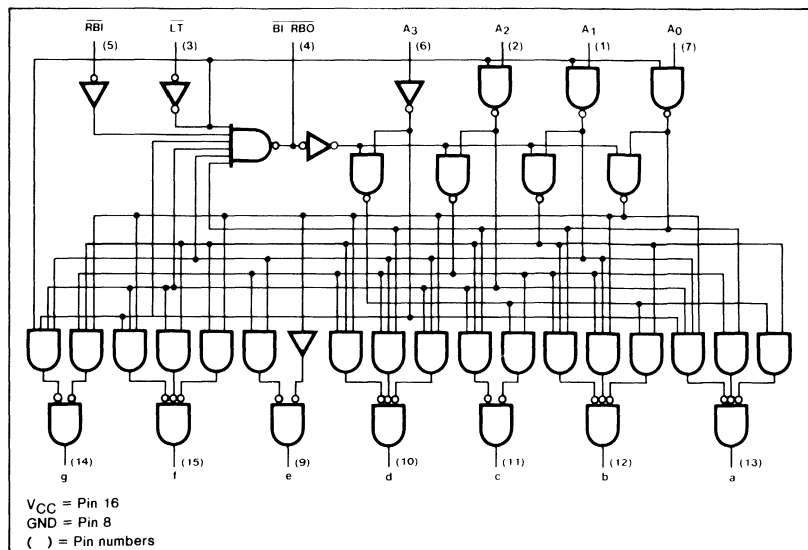 RBI LT BI RBO A3 A2 A1 A0
(5) (3) (4) (6) (2) (1) (7)
(14) (15) (9) (10) (11) (12) (13)
g f e d c b a
VCC = Pin 16
GND = Pin 8
( ) = Pin numbers